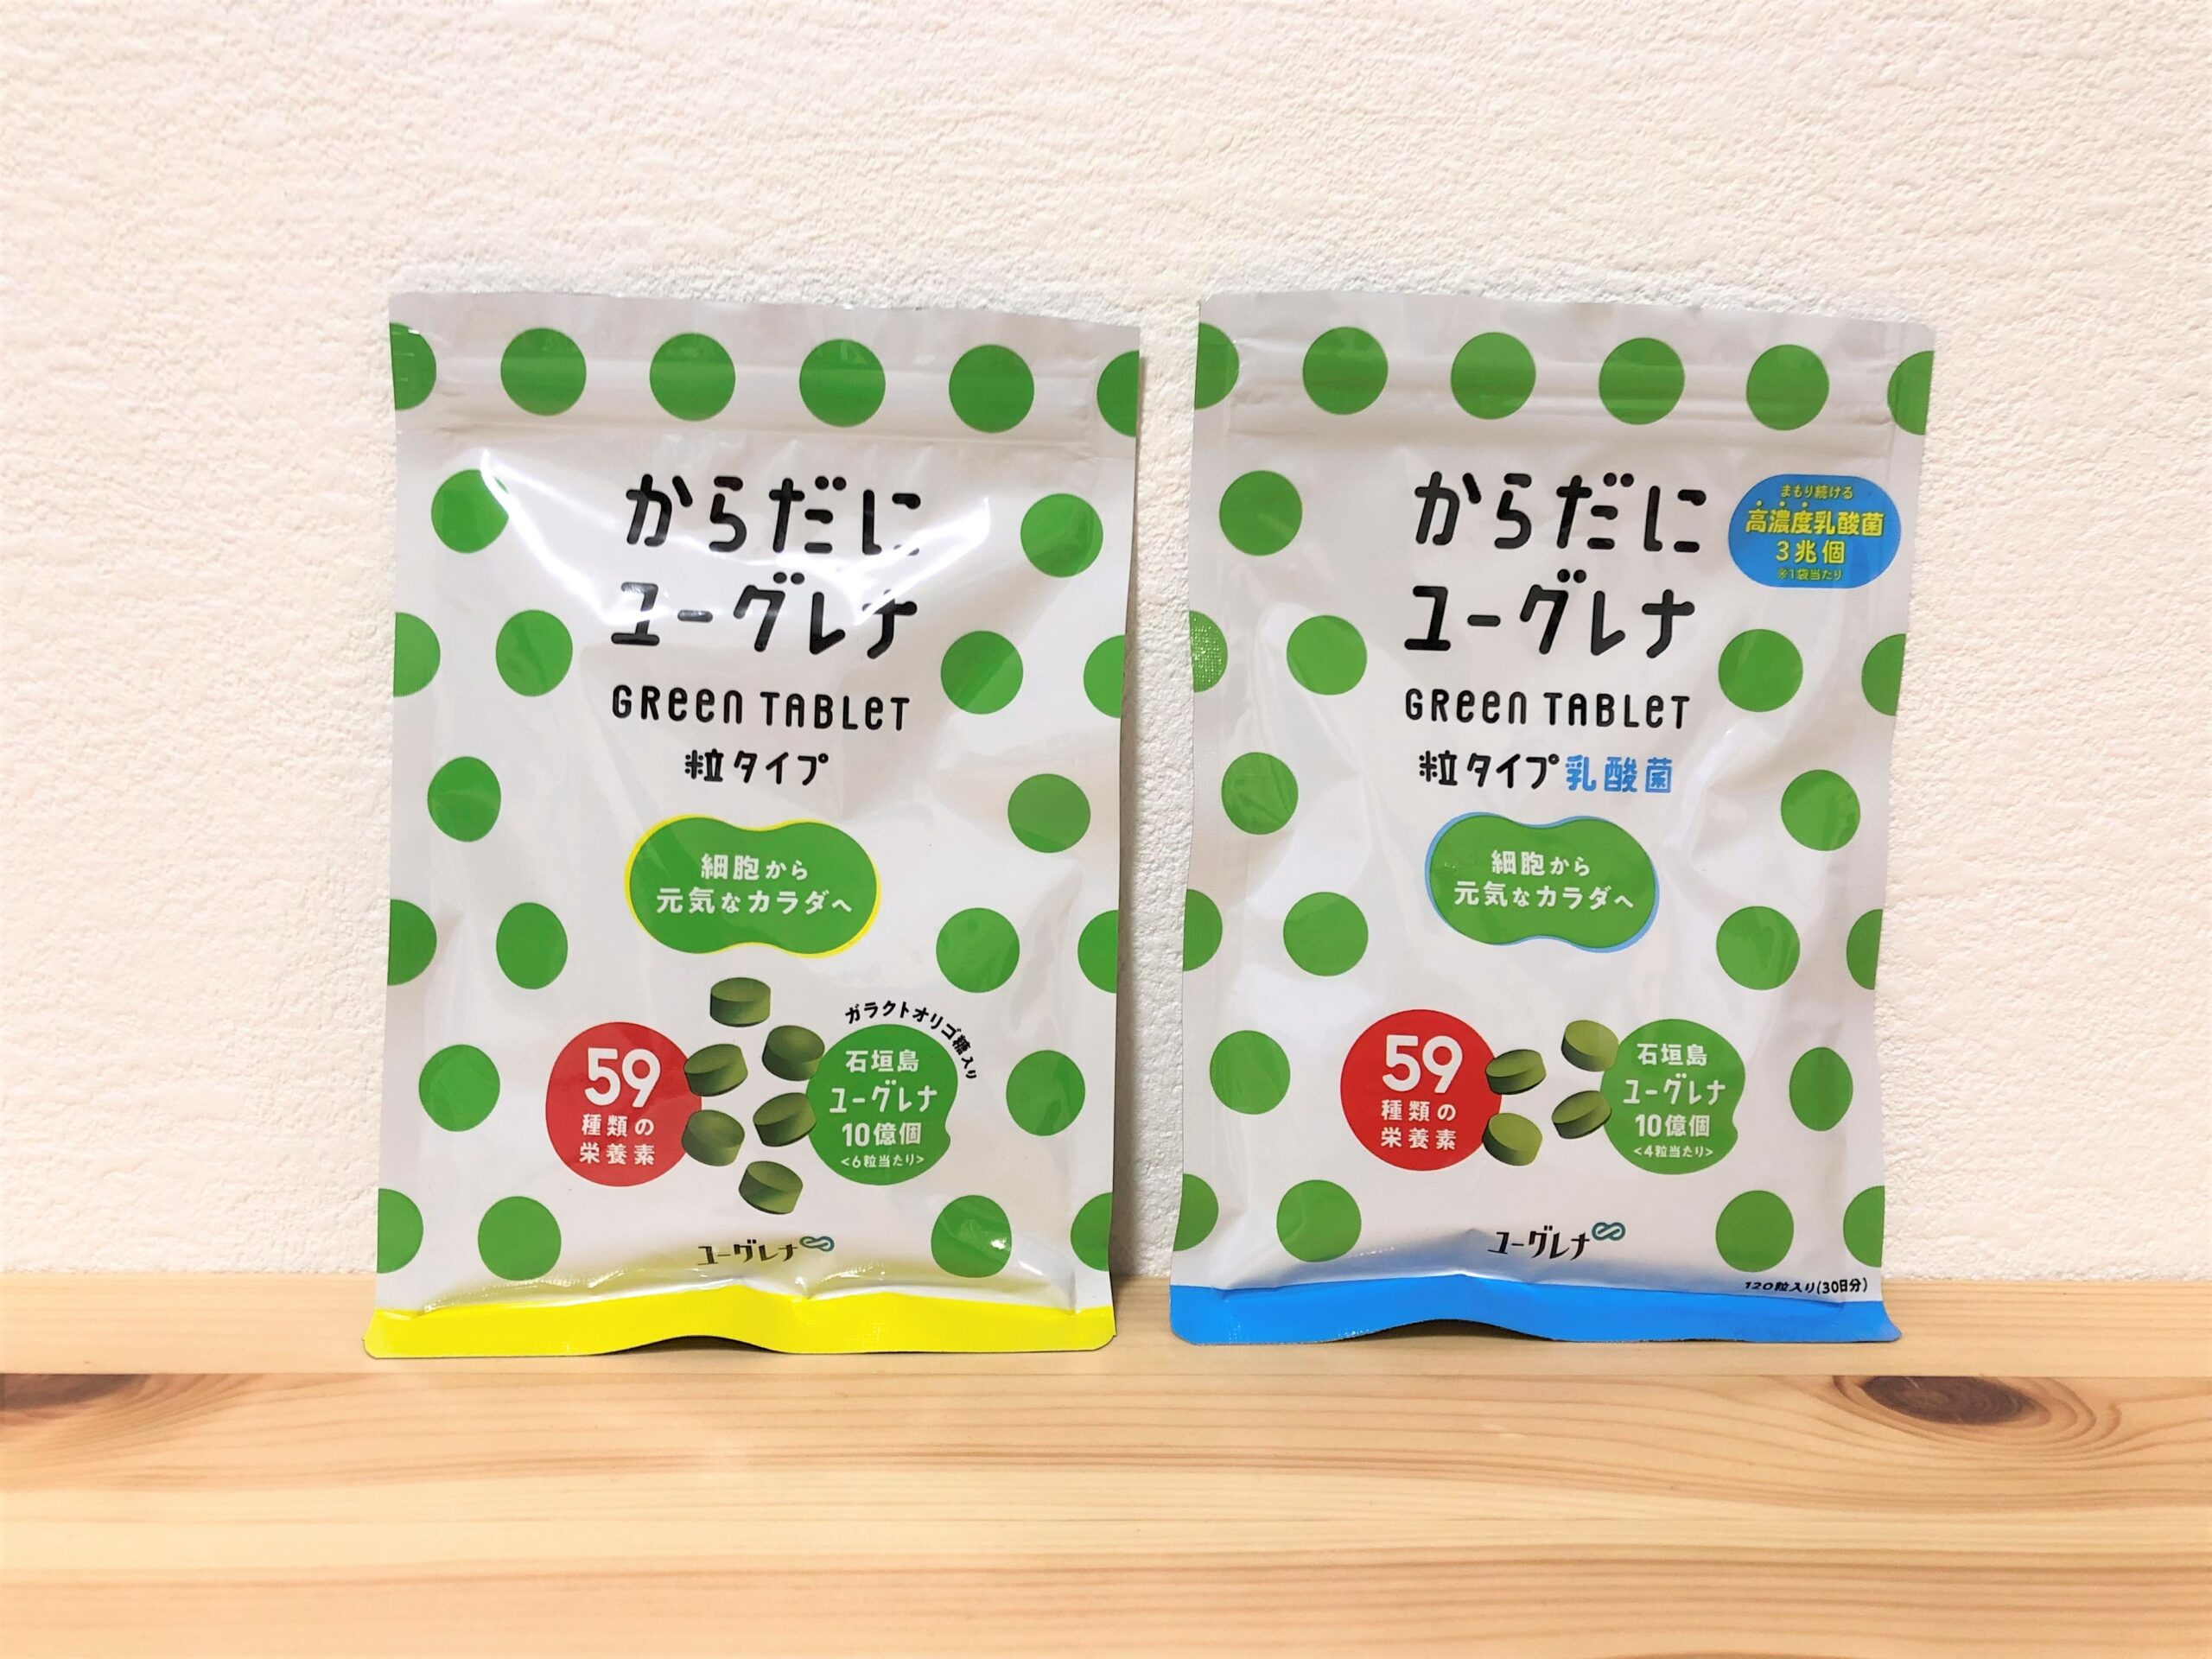 からだに
ユーグレナ
GReen TABLeT
粒タイプ
細胞から
元気なカラダへ
ガラクトオリゴ糖入り
59
種類の
栄養素
石垣島
ユーグレナ
10億個
<6粒当たり>
ユーグレナ
からだに
ユーグレナ
まもり続ける
高濃度乳酸菌
3兆個
※1袋当たり
GReen TABLeT
粒タイプ乳酸菌
細胞から
元気なカラダへ
59
種類の
栄養素
石垣島
ユーグレナ
10億個
<4粒当たり>
ユーグレナ
120粒入り(30日分)